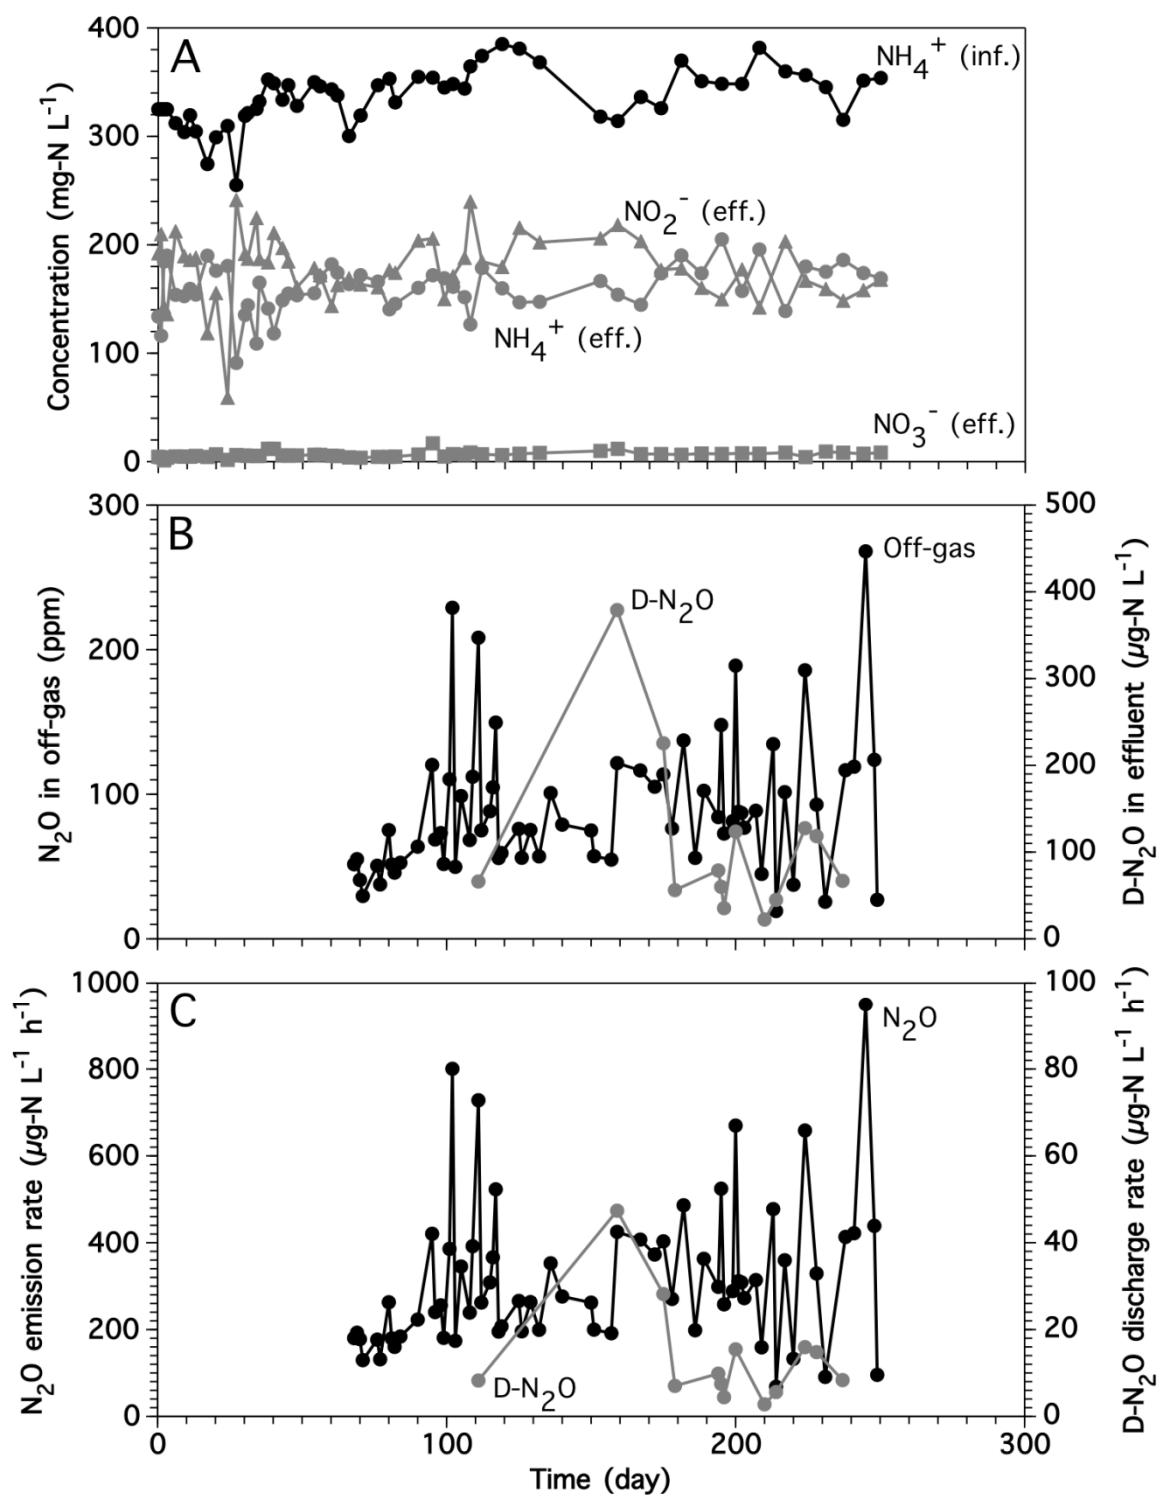 A
400
300
200
100
0
Concentration (mg-N L⁻¹)
NH₄⁺ (inf.)
NO₂⁻ (eff.)
NH₄⁺ (eff.)
NO₃⁻ (eff.)
B
300
200
100
0
N₂O in off-gas (ppm)
Off-gas
D-N₂O
500
400
300
200
100
0
D-N₂O in effluent (µg-N L⁻¹)
C
1000
800
600
400
200
0
N₂O emission rate (µg-N L⁻¹ h⁻¹)
N₂O
D-N₂O
100
80
60
40
20
0
D-N₂O discharge rate (µg-N L⁻¹ h⁻¹)
0 100 200 300
Time (day)